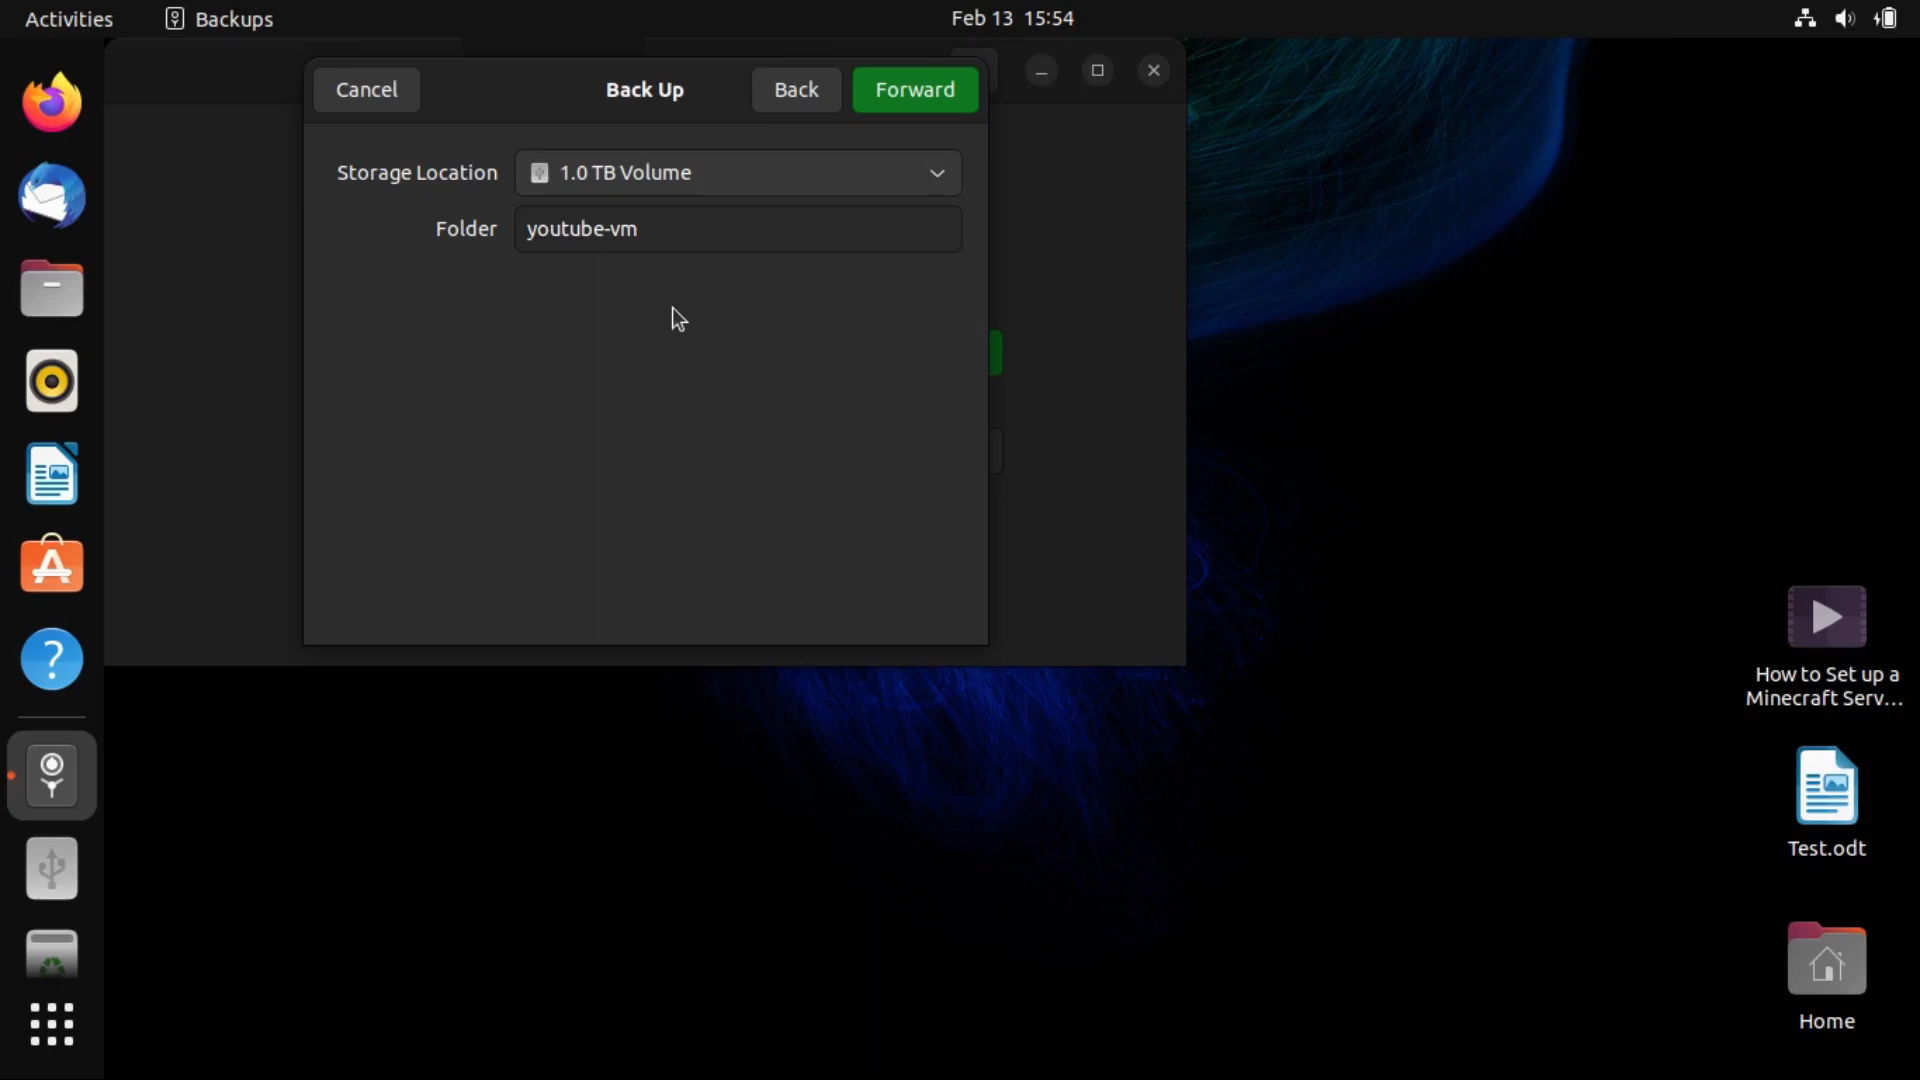 Activities
Backups
Feb 13 15:54
Cancel
Back Up
Back
Forward
Storage Location
1.0 TB Volume
Folder
youtube-vm
How to Set up a
Minecraft Serv...
Test.odt
Home